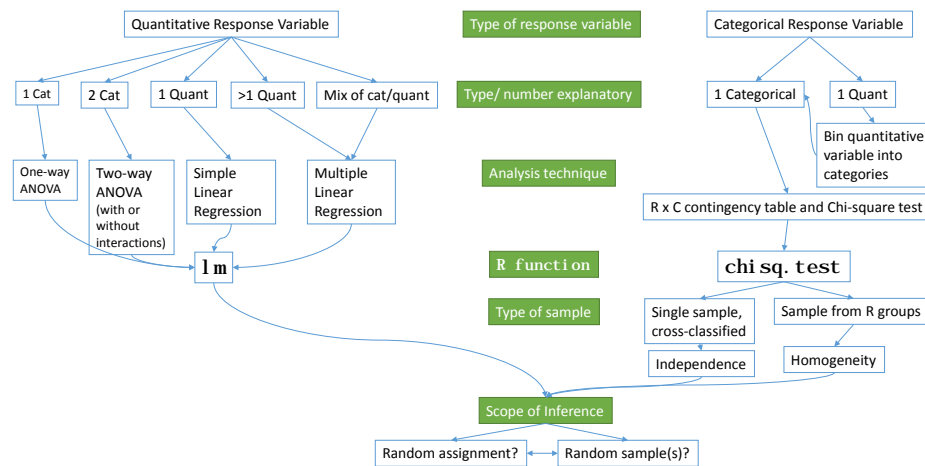 Quantitative Response Variable
Type of response variable
Categorical Response Variable
1 Cat
2 Cat
1 Quant
>1 Quant
Mix of cat/quant
Type/ number explanatory
1 Categorical
1 Quant
Bin quantitative
variable into
categories
One-way
ANOVA
Two-way
ANOVA
(with or
without
interactions)
Simple
Linear
Regression
Multiple
Linear
Regression
Analysis technique
R x C contingency table and Chi-square test
lm
R function
chisq.test
Type of sample
Single sample,
cross-classified
Sample from R groups
Independence
Homogeneity
Scope of Inference
Random assignment?
Random sample(s)?